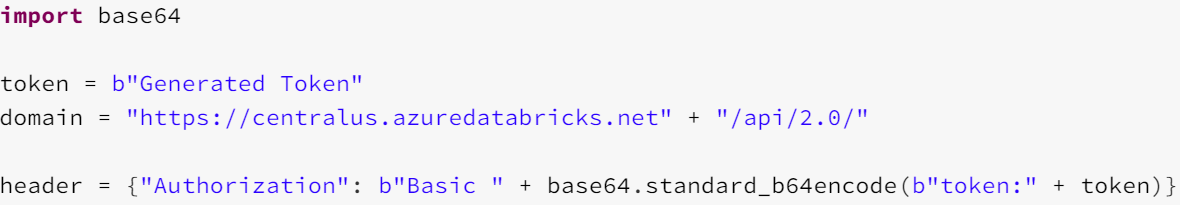 import base64
token = b"Generated Token"
domain = "https://centralus.azuredatabricks.net" + "/api/2.0/"
header = {"Authorization": b"Basic " + base64.standard_b64encode(b"token:" + token)}